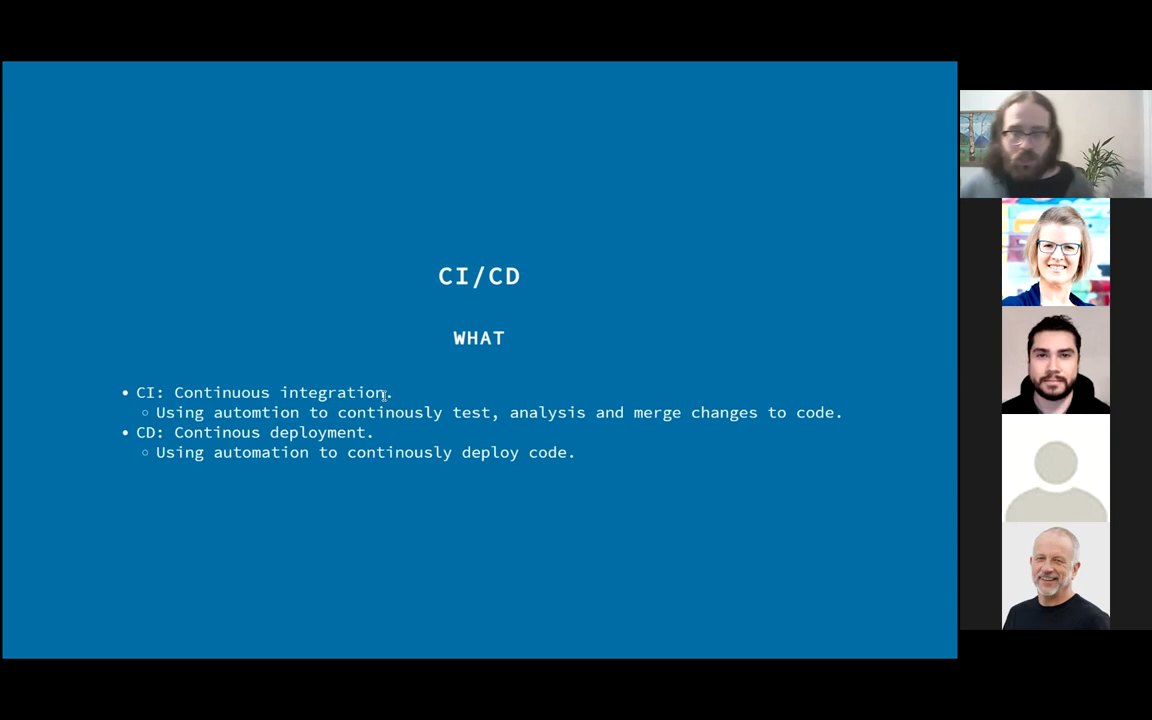 CI/CD
WHAT
• CI: Continuous integration.
◦ Using automtion to continously test, analysis and merge changes to code.
• CD: Continous deployment.
◦ Using automation to continously deploy code.